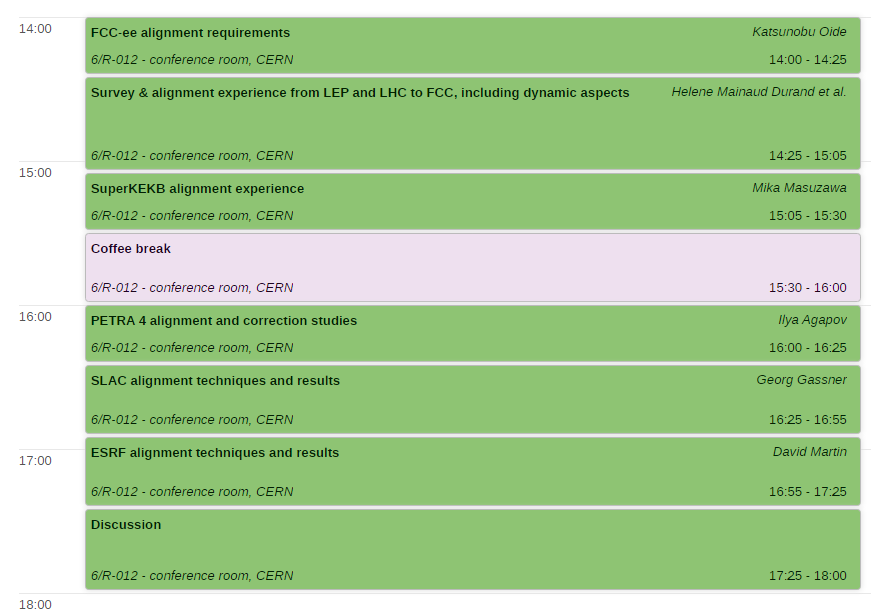 14:00
FCC-ee alignment requirements Katsunobu Oide
6/R-012 - conference room, CERN 14:00 - 14:25
Survey & alignment experience from LEP and LHC to FCC, including dynamic aspects Helene Mainaud Durand et al.
6/R-012 - conference room, CERN 14:25 - 15:05
15:00
SuperKEKB alignment experience Mika Masuzawa
6/R-012 - conference room, CERN 15:05 - 15:30
Coffee break
6/R-012 - conference room, CERN 15:30 - 16:00
16:00
PETRA 4 alignment and correction studies Ilya Agapov
6/R-012 - conference room, CERN 16:00 - 16:25
SLAC alignment techniques and results Georg Gassner
6/R-012 - conference room, CERN 16:25 - 16:55
17:00
ESRF alignment techniques and results David Martin
6/R-012 - conference room, CERN 16:55 - 17:25
Discussion
6/R-012 - conference room, CERN 17:25 - 18:00
18:00